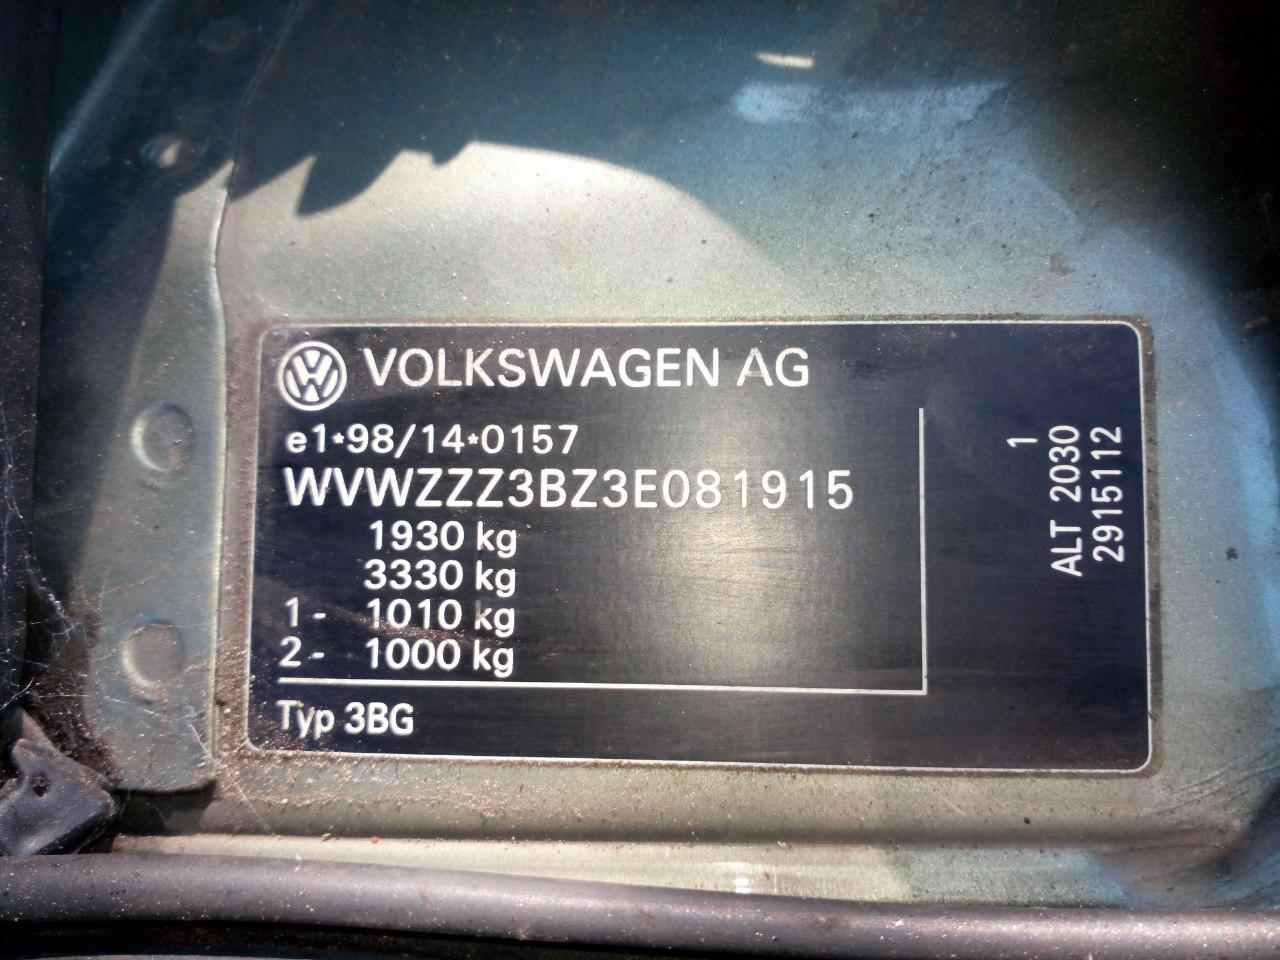 VOLKSWAGEN AG
e1*98/14*0157
WVWZZZ3BZ3E081915
1930 kg
3330 kg
1- 1010 kg
2- 1000 kg
Typ 3BG
1
ALT 2030
2915112